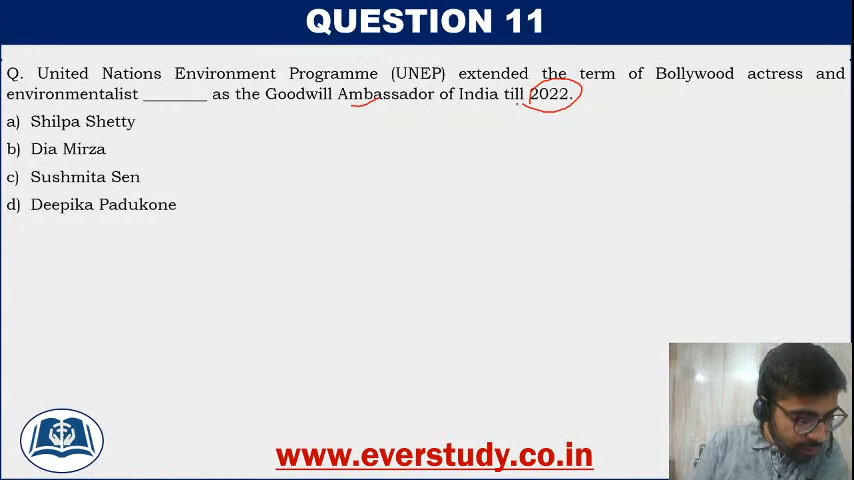 QUESTION 11
Q. United Nations Environment Programme (UNEP) extended the term of Bollywood actress and
environmentalist ________ as the Goodwill Ambassador of India till 2022.
a) Shilpa Shetty
b) Dia Mirza
c) Sushmita Sen
d) Deepika Padukone
www.everstudy.co.in